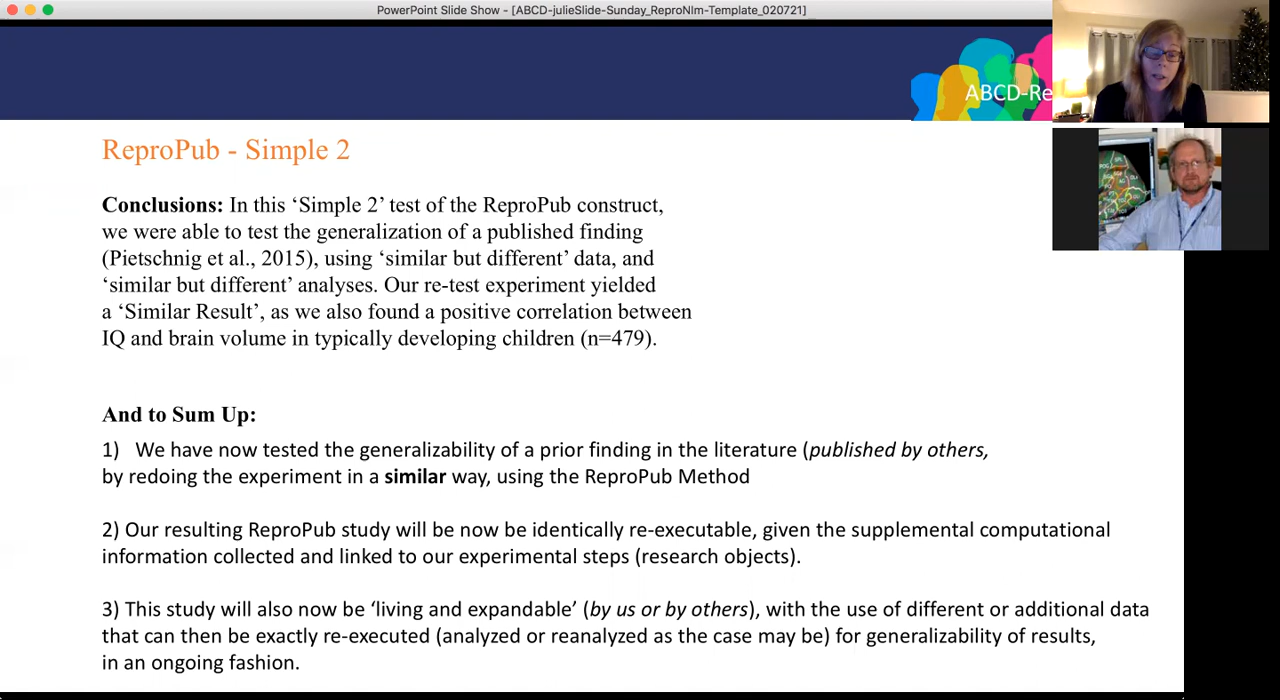 PowerPoint Slide Show - [ABCD-julieSlide-Sunday_ReproNIm-Template_020721]
ABCD-Re
ReproPub - Simple 2
Conclusions: In this ‘Simple 2’ test of the ReproPub construct,
we were able to test the generalization of a published finding
(Pietschnig et al., 2015), using ‘similar but different’ data, and
‘similar but different’ analyses. Our re-test experiment yielded
a ‘Similar Result’, as we also found a positive correlation between
IQ and brain volume in typically developing children (n=479).
And to Sum Up:
1) We have now tested the generalizability of a prior finding in the literature (published by others,
by redoing the experiment in a similar way, using the ReproPub Method
2) Our resulting ReproPub study will be now be identically re-executable, given the supplemental computational
information collected and linked to our experimental steps (research objects).
3) This study will also now be ‘living and expandable’ (by us or by others), with the use of different or additional data
that can then be exactly re-executed (analyzed or reanalyzed as the case may be) for generalizability of results,
in an ongoing fashion.